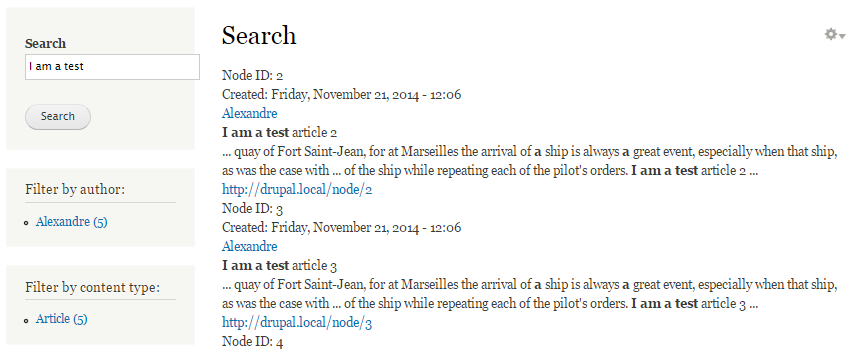 Search
I am a test
Search
Filter by author:
Alexandre (5)
Filter by content type:
Article (5)
Search
Node ID: 2
Created: Friday, November 21, 2014 - 12:06
Alexandre
I am a test article 2
... quay of Fort Saint-Jean, for at Marseilles the arrival of a ship is always a great event, especially when that ship,
as was the case with ... of the ship while repeating each of the pilot's orders. I am a test article 2 ...
http://drupal.local/node/2
Node ID: 3
Created: Friday, November 21, 2014 - 12:06
Alexandre
I am a test article 3
... quay of Fort Saint-Jean, for at Marseilles the arrival of a ship is always a great event, especially when that ship,
as was the case with ... of the ship while repeating each of the pilot's orders. I am a test article 3 ...
http://drupal.local/node/3
Node ID: 4